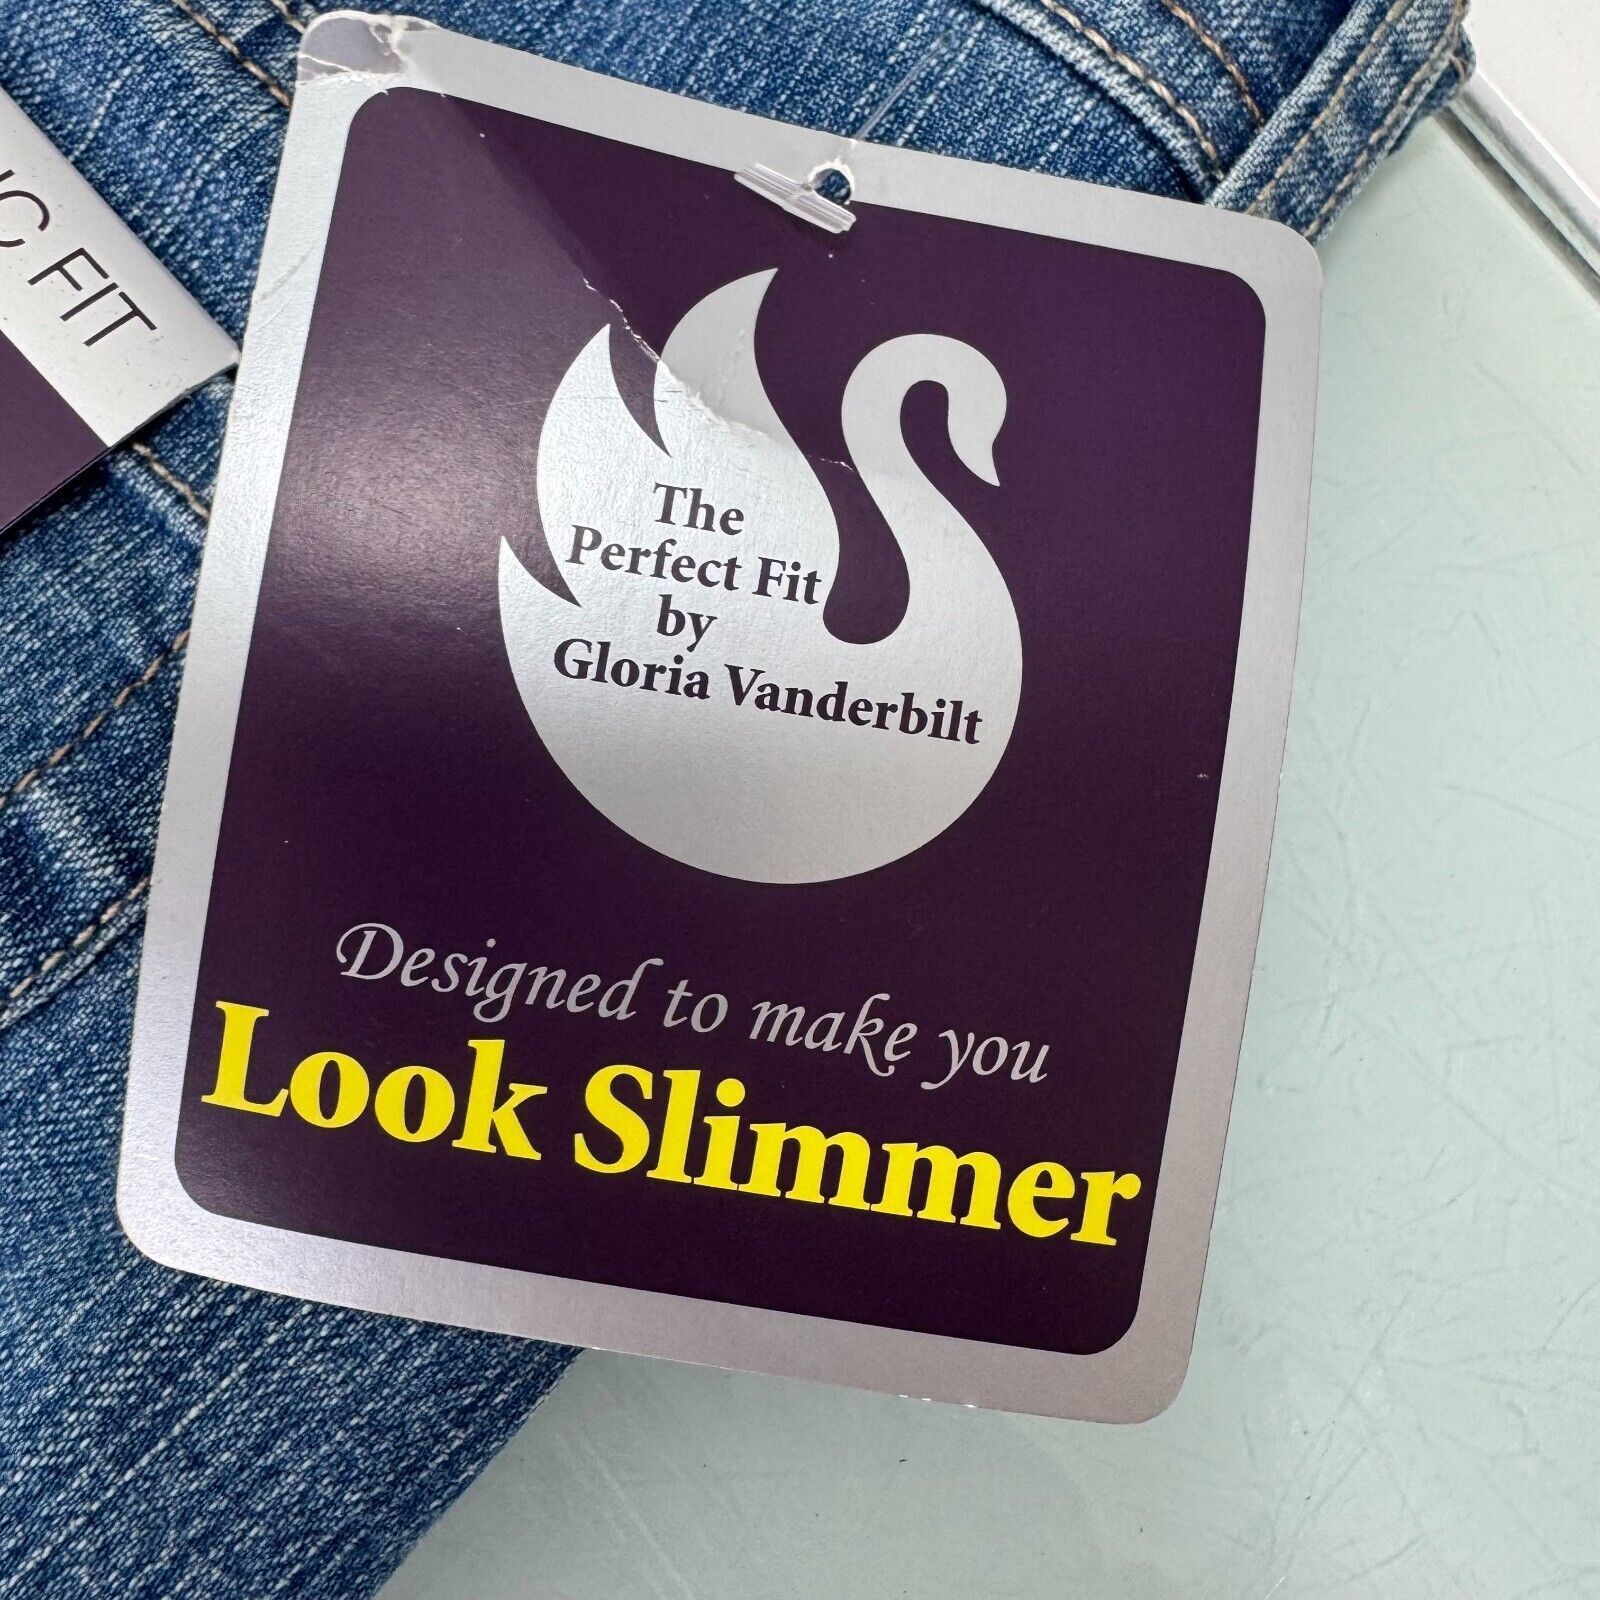 FIT
The
Perfect Fit
by
Gloria Vanderbilt
Designed to make you
Look Slimmer